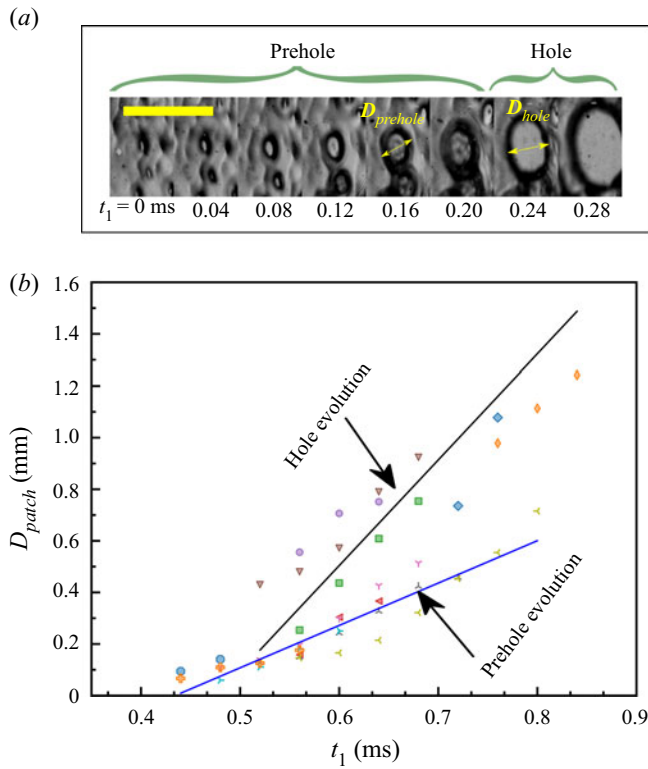 (a)
Prehole Hole
D_prehole D_hole
t_1 = 0 ms 0.04 0.08 0.12 0.16 0.20 0.24 0.28
(b)
1.6
1.4
1.2
1.0
0.8
0.6
0.4
0.2
0
D_patch (mm)
Hole evolution
Prehole evolution
0.4 0.5 0.6 0.7 0.8 0.9
t_1 (ms)